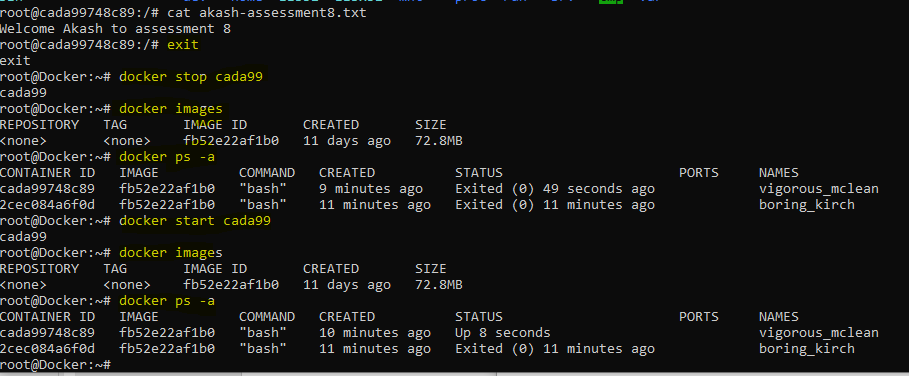 root@cada99748c89:/# cat akash-assessment8.txt
Welcome Akash to assessment 8
root@cada99748c89:/# exit
exit
root@Docker:~# docker stop cada99
cada99
root@Docker:~# docker images
REPOSITORY   TAG       IMAGE ID       CREATED       SIZE
<none>       <none>    fb52e22af1b0   11 days ago   72.8MB
root@Docker:~# docker ps -a
CONTAINER ID   IMAGE          COMMAND   CREATED          STATUS                      PORTS     NAMES
cada99748c89   fb52e22af1b0   "bash"    9 minutes ago    Exited (0) 49 seconds ago             vigorous_mclean
2cec084a6f0d   fb52e22af1b0   "bash"    11 minutes ago   Exited (0) 11 minutes ago             boring_kirch
root@Docker:~# docker start cada99
cada99
root@Docker:~# docker images
REPOSITORY   TAG       IMAGE ID       CREATED       SIZE
<none>       <none>    fb52e22af1b0   11 days ago   72.8MB
root@Docker:~# docker ps -a
CONTAINER ID   IMAGE          COMMAND   CREATED          STATUS                      PORTS     NAMES
cada99748c89   fb52e22af1b0   "bash"    10 minutes ago   Up 8 seconds                          vigorous_mclean
2cec084a6f0d   fb52e22af1b0   "bash"    11 minutes ago   Exited (0) 11 minutes ago             boring_kirch
root@Docker:~#